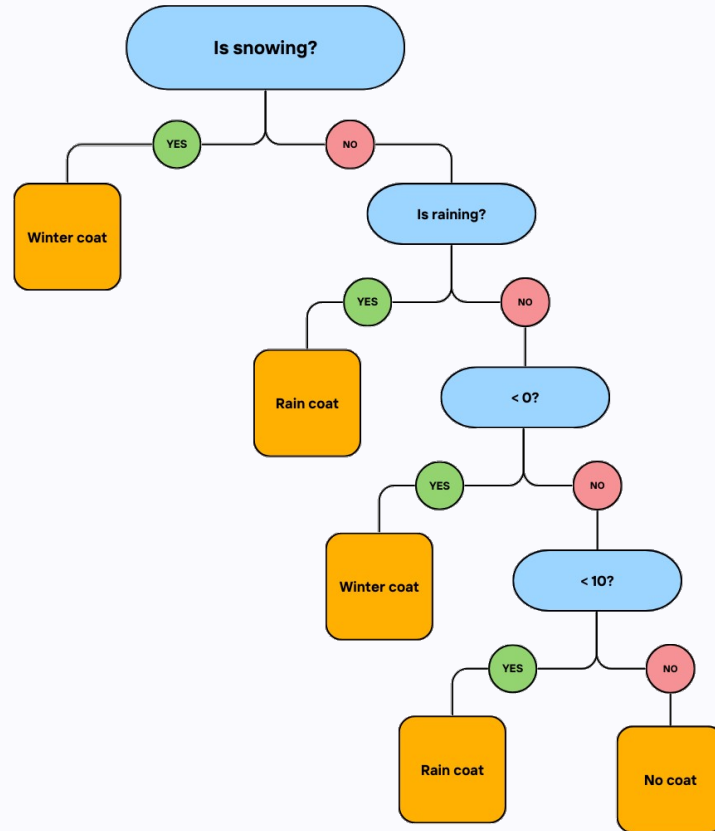 Is snowing?
YES
NO
Winter coat
Is raining?
YES
NO
Rain coat
< 0?
YES
NO
Winter coat
< 10?
YES
NO
Rain coat
No coat